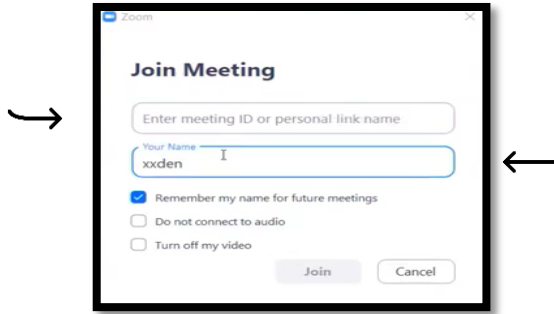 Zoom
Join Meeting
Enter meeting ID or personal link name
Your Name
xxden
Remember my name for future meetings
Do not connect to audio
Turn off my video
Join Cancel